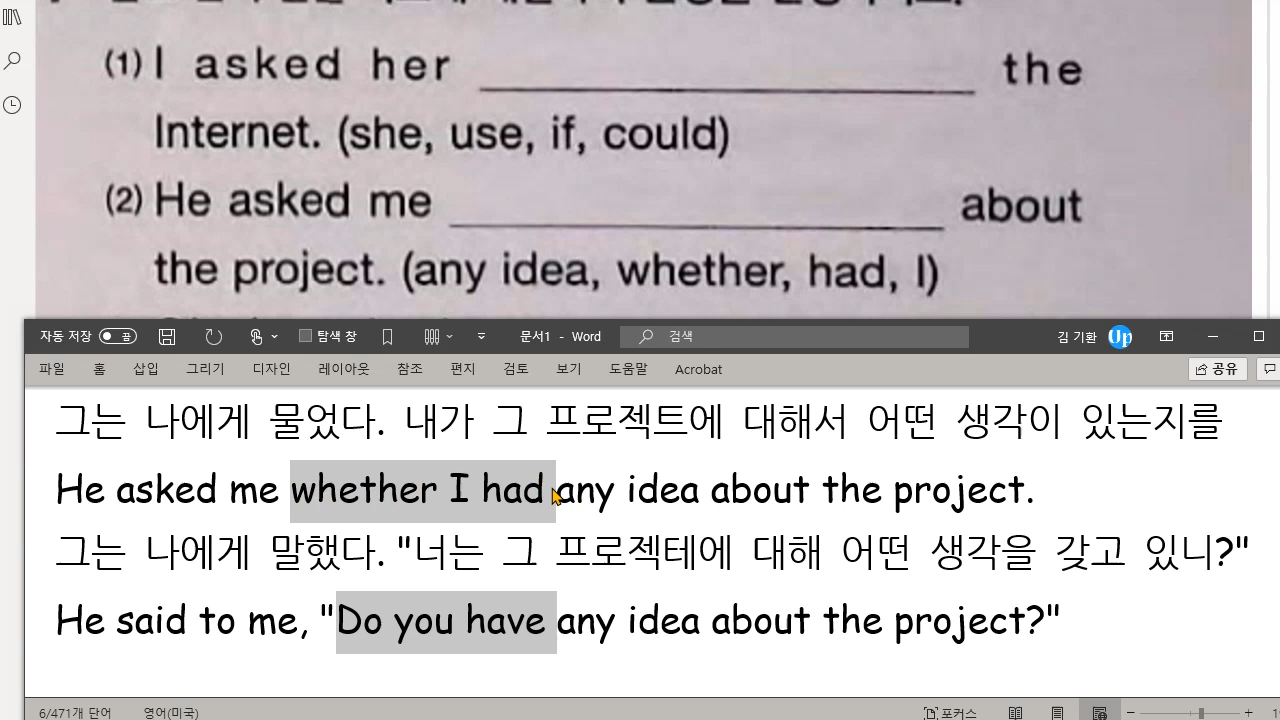 (1) I asked her ____________ the
Internet. (she, use, if, could)
(2) He asked me ____________ about
the project. (any idea, whether, had, I)
자동 저장 끔 탐색 창 문서1 - Word 검색 김 기환 Up
파일 홈 삽입 그리기 디자인 레이아웃 참조 편지 검토 보기 도움말 Acrobat 공유
그는 나에게 물었다. 내가 그 프로젝트에 대해서 어떤 생각이 있는지를
He asked me whether I had any idea about the project.
그는 나에게 말했다. "너는 그 프로젝테에 대해 어떤 생각을 갖고 있니?"
He said to me, "Do you have any idea about the project?"
6/471개 단어 영어(미국) 포커스